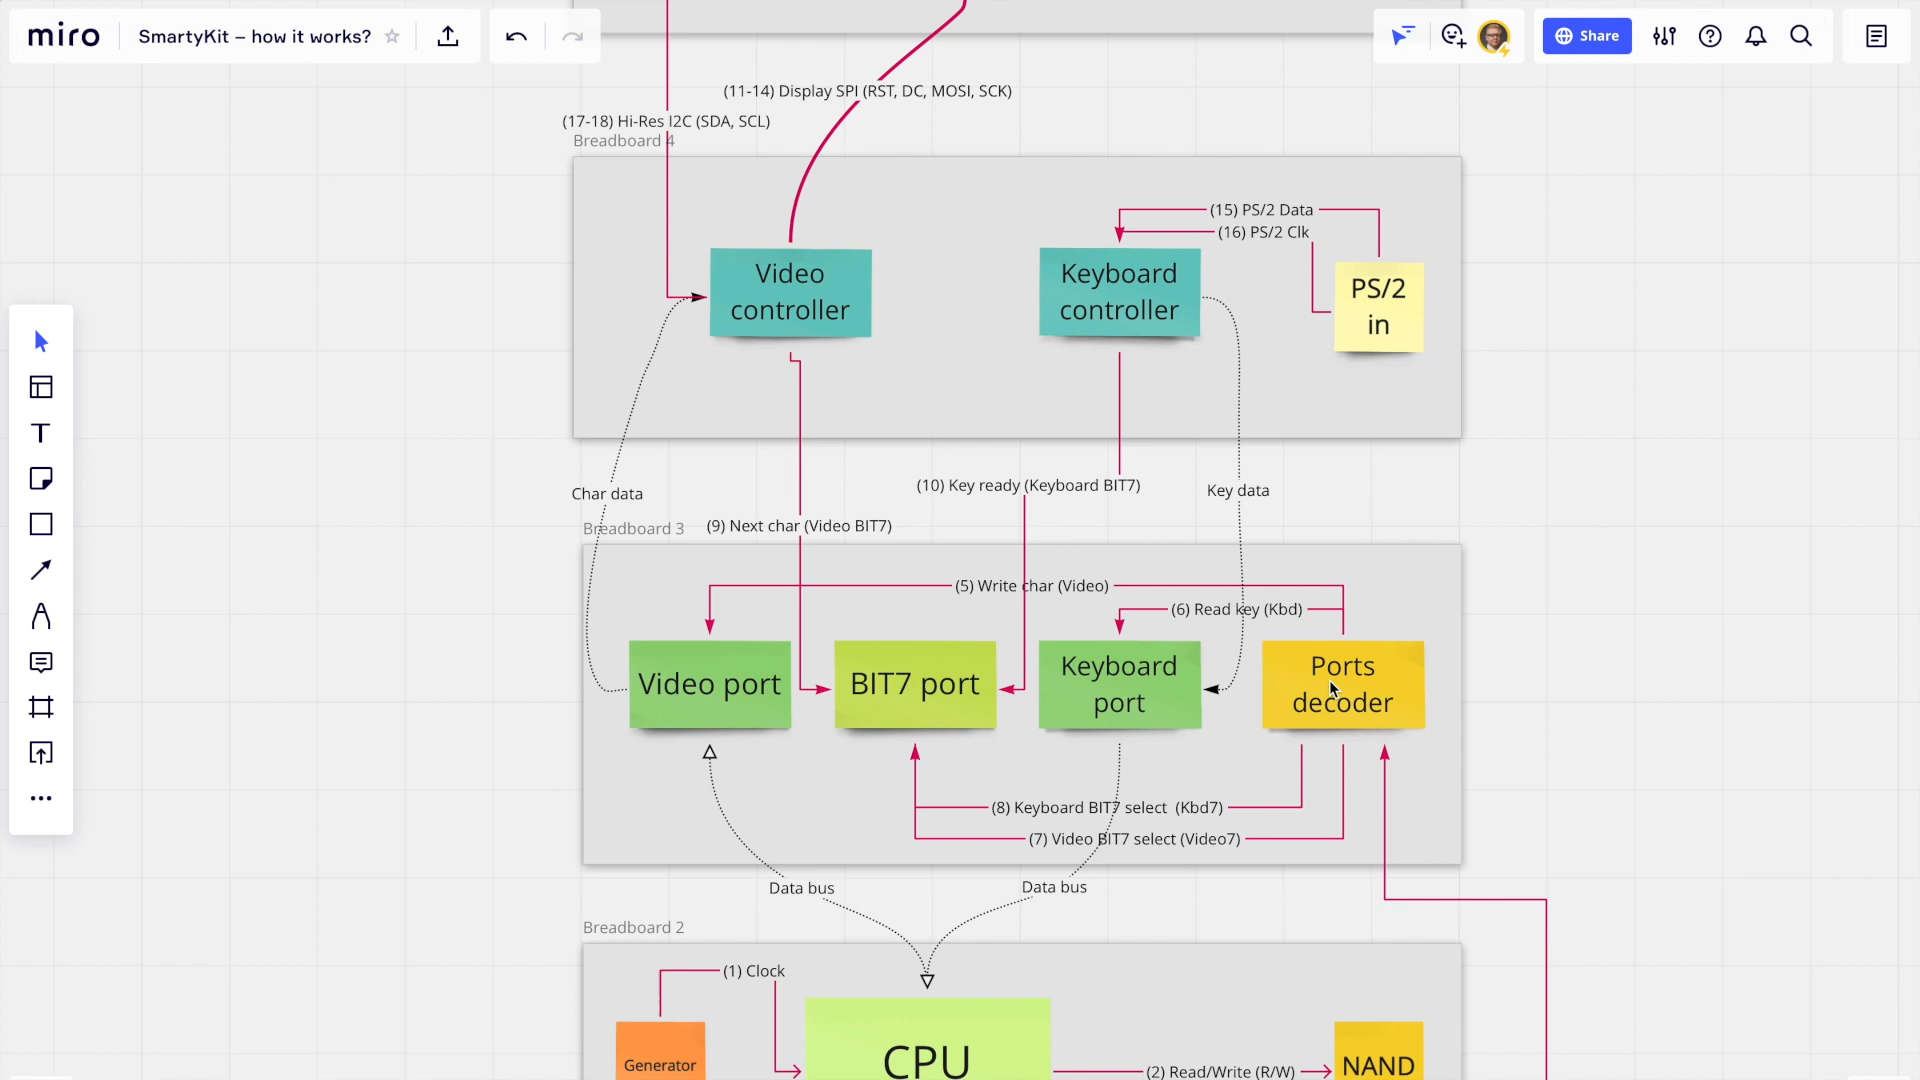 miro
SmartyKit – how it works?
Share
(11-14) Display SPI (RST, DC, MOSI, SCK)
(17-18) Hi-Res I2C (SDA, SCL)
Breadboard 4
(15) PS/2 Data
(16) PS/2 Clk
Video
controller
Keyboard
controller
PS/2
in
Char data
(10) Key ready (Keyboard BIT7)
Key data
Breadboard 3
(9) Next char (Video BIT7)
(5) Write char (Video)
(6) Read key (Kbd)
Video port
BIT7 port
Keyboard
port
Ports
decoder
(8) Keyboard BIT7 select (Kbd7)
(7) Video BIT7 select (Video7)
Data bus
Data bus
Breadboard 2
(1) Clock
Generator
CPU
(2) Read/Write (R/W)
NAND